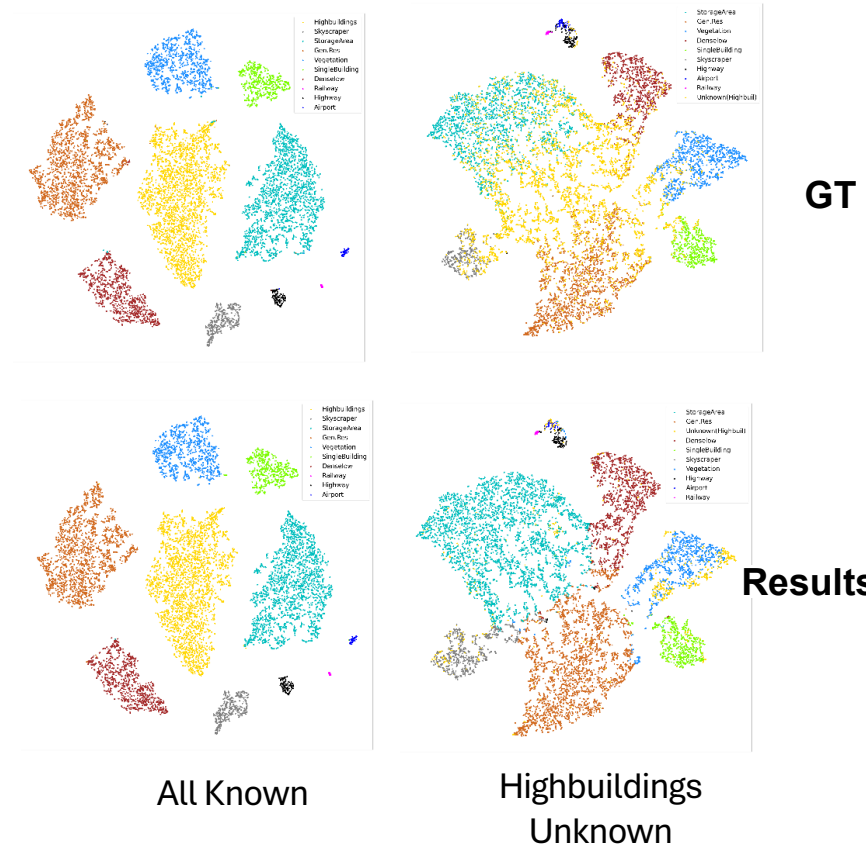 Highbuildings
Skyscraper
StorageArea
Gen.Res
Vegetation
SingleBuilding
Denselow
Railway
Highway
Airport
StorageArea
Gen.Res
Vegetation
Denselow
SingleBuilding
Skyscraper
Highway
Airport
Railway
Unknown(Highbuil)
GT
Highbuildings
Skyscraper
StorageArea
Gen.Res
Vegetation
SingleBuilding
Denselow
Railway
Highway
Airport
StorageArea
Gen.Res
Unknown(Highbuil)
Denselow
SingleBuilding
Skyscraper
Vegetation
Highway
Airport
Railway
Results
All Known
Highbuildings
Unknown